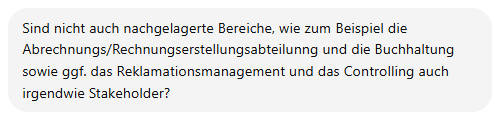 Sind nicht auch nachgelagerte Bereiche, wie zum Beispiel die
Abrechnungs/Rechnungserstellungsabteilunng und die Buchhaltung
sowie ggf. das Reklamationsmanagement und das Controlling auch
irgendwie Stakeholder?